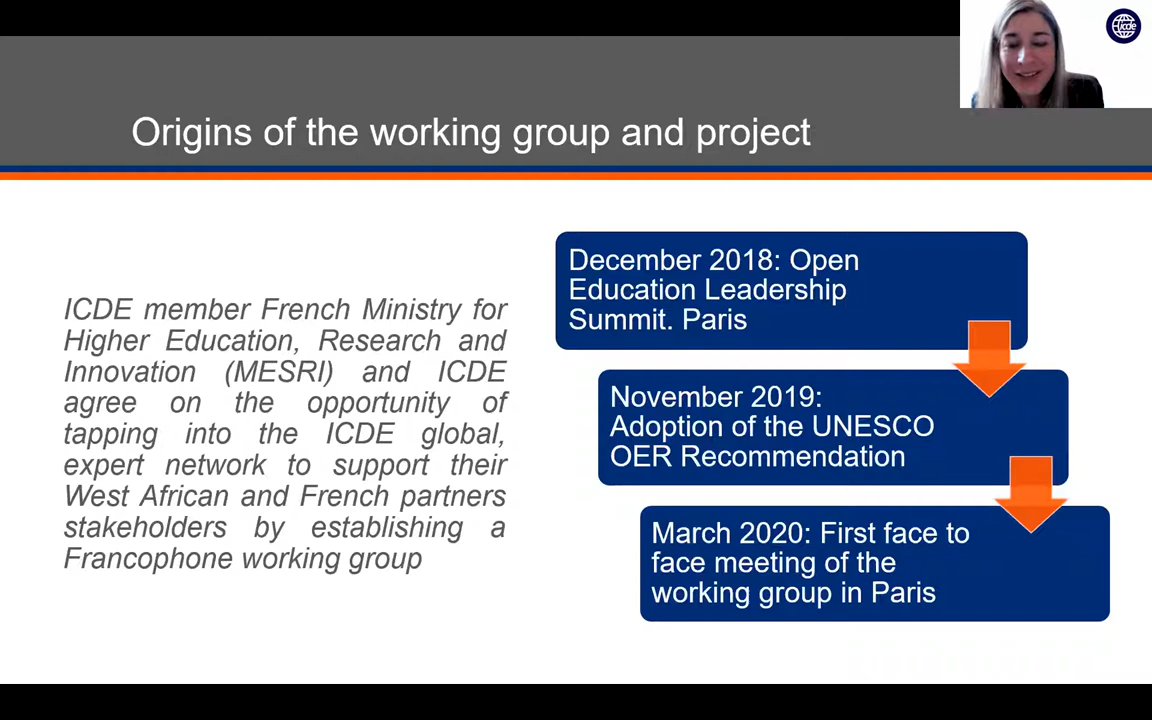 icde
Origins of the working group and project
ICDE member French Ministry for
Higher Education, Research and
Innovation (MESRI) and ICDE
agree on the opportunity of
tapping into the ICDE global,
expert network to support their
West African and French partners
stakeholders by establishing a
Francophone working group
December 2018: Open
Education Leadership
Summit. Paris
November 2019:
Adoption of the UNESCO
OER Recommendation
March 2020: First face to
face meeting of the
working group in Paris